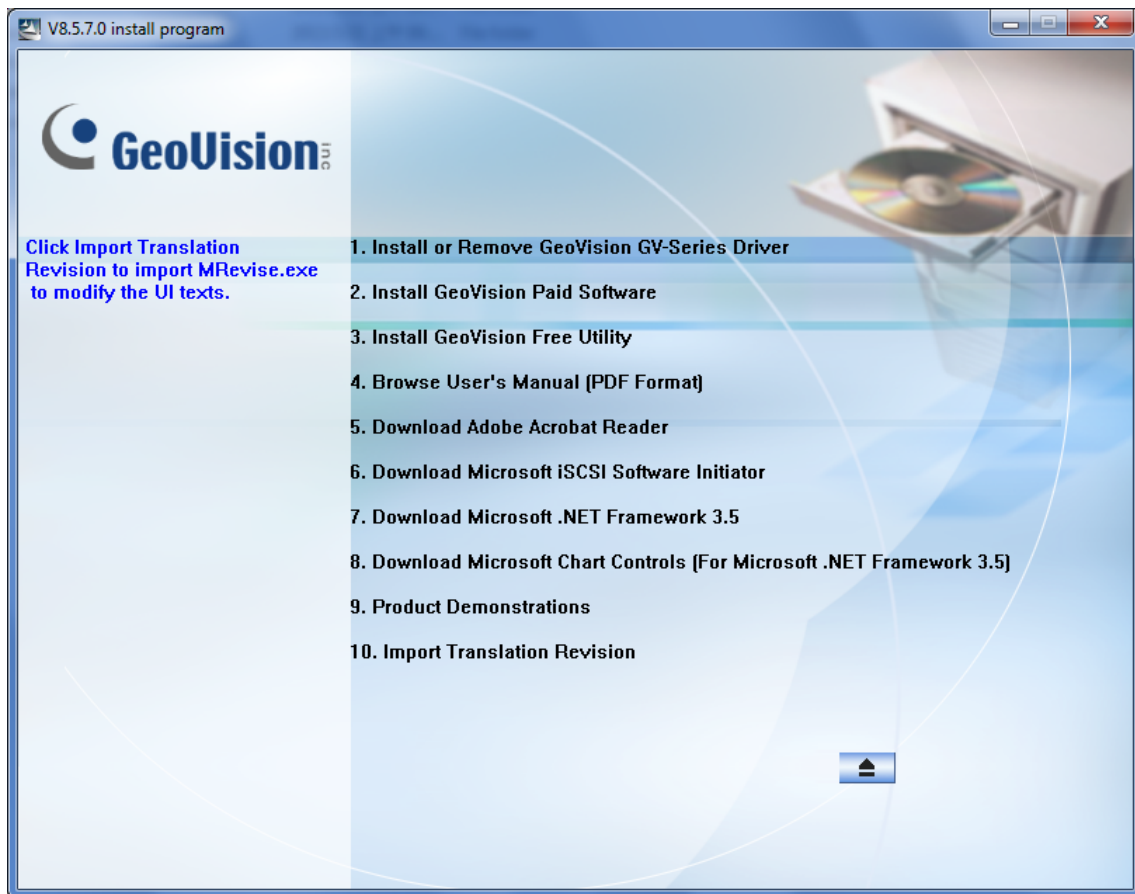 V8.5.7.0 install program
GeoVision inc
Click Import Translation
Revision to import MRevise.exe
to modify the UI texts.
1. Install or Remove GeoVision GV-Series Driver
2. Install GeoVision Paid Software
3. Install GeoVision Free Utility
4. Browse User's Manual (PDF Format)
5. Download Adobe Acrobat Reader
6. Download Microsoft iSCSI Software Initiator
7. Download Microsoft .NET Framework 3.5
8. Download Microsoft Chart Controls (For Microsoft .NET Framework 3.5)
9. Product Demonstrations
10. Import Translation Revision